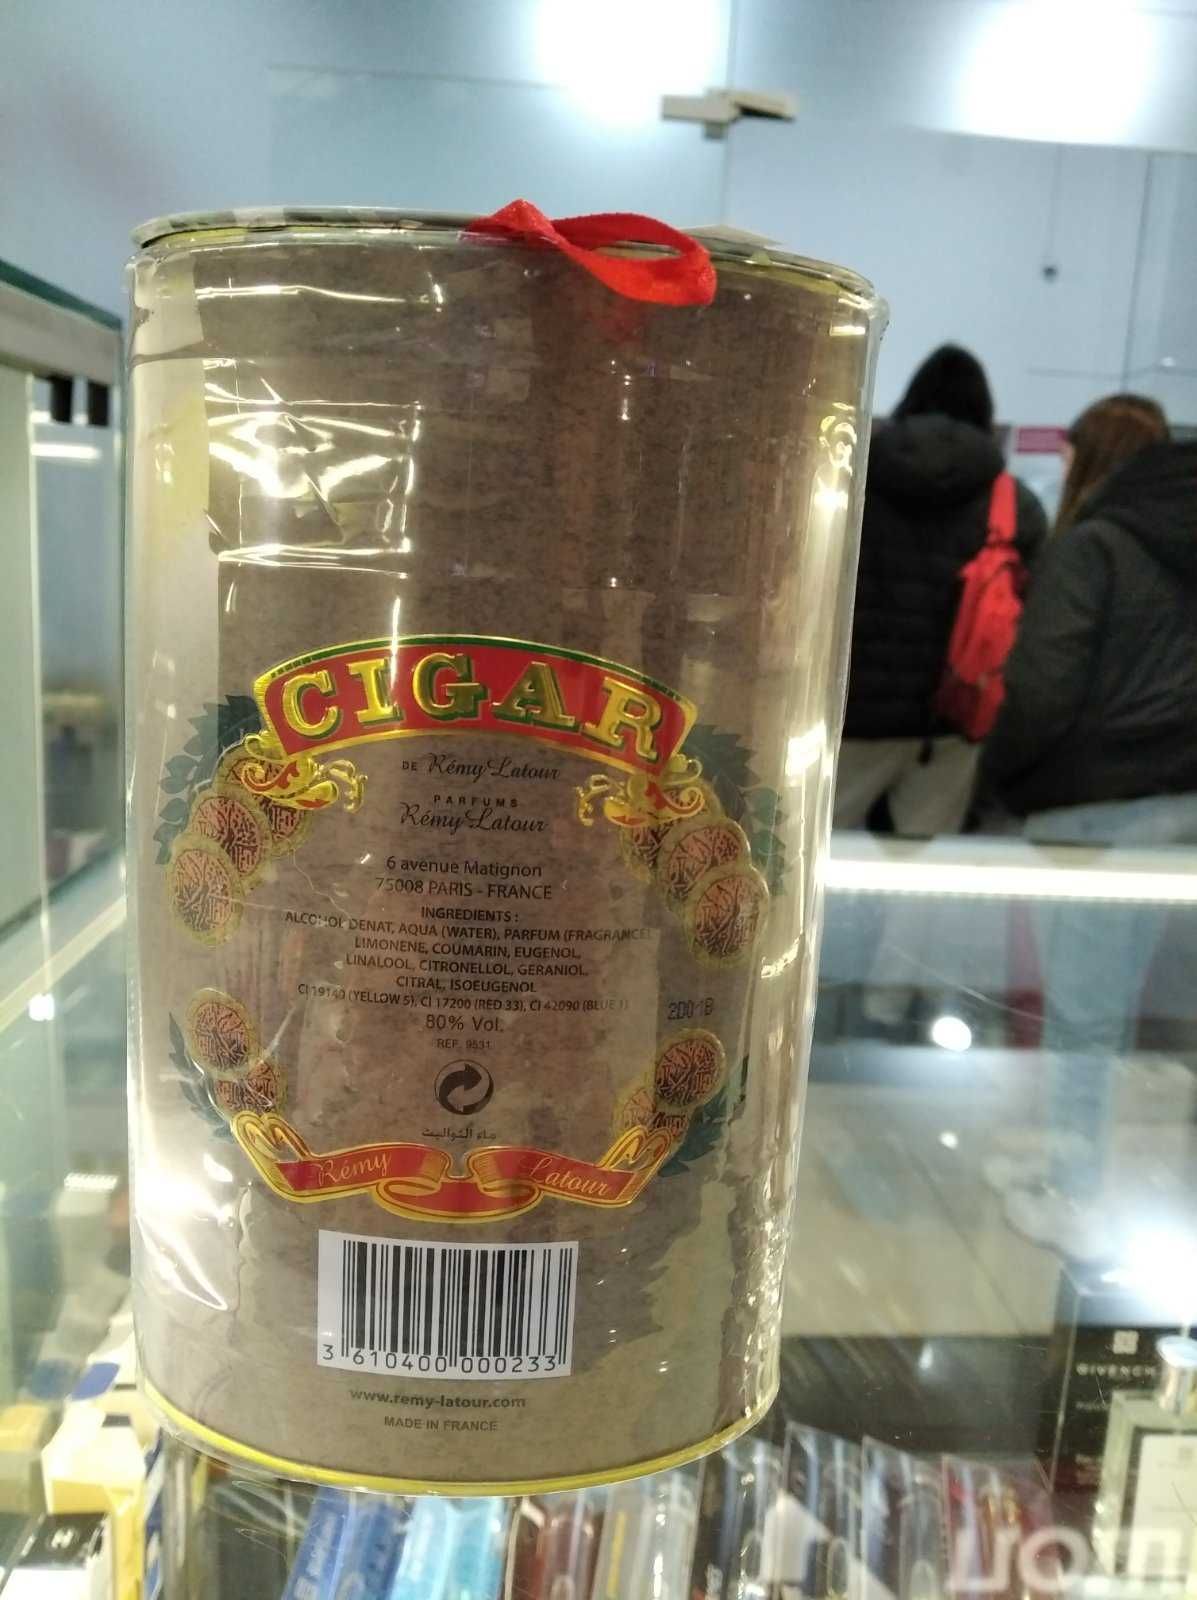 CIGAR
DE Rémy Latour
PARFUMS
Rémy Latour
6 avenue Matignon
75008 PARIS - FRANCE
INGREDIENTS :
ALCOHOL DENAT, AQUA (WATER), PARFUM (FRAGRANCE),
LIMONENE, COUMARIN, EUGENOL,
LINALOOL, CITRONELLOL, GERANIOL,
CITRAL, ISOEUGENOL
CI 19140 (YELLOW 5), CI 17200 (RED 33), CI 42090 (BLUE 1)
80% Vol.
REF. 9531
ماء التواليت
Rémy Latour
3 610400 000233
www.remy-latour.com
MADE IN FRANCE
GIVENCHY